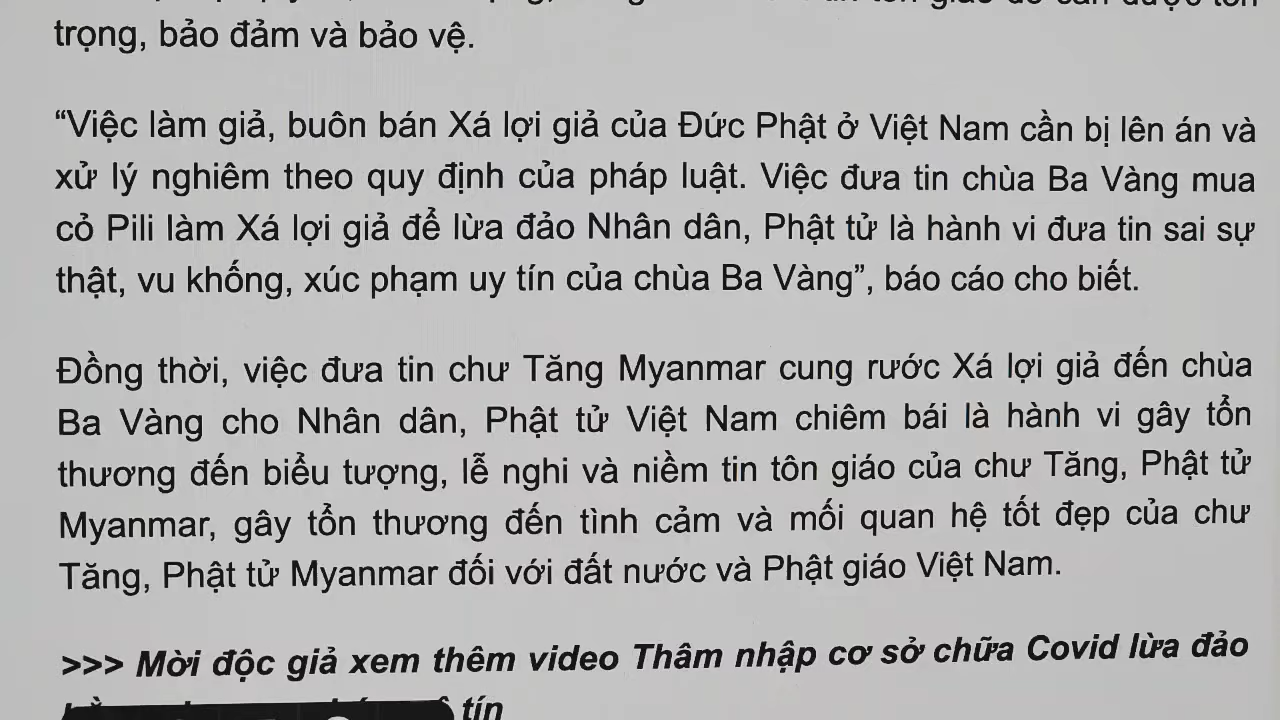 trọng, bảo đảm và bảo vệ.
“Việc làm giả, buôn bán Xá lợi giả của Đức Phật ở Việt Nam cần bị lên án và
xử lý nghiêm theo quy định của pháp luật. Việc đưa tin chùa Ba Vàng mua
cỏ Pili làm Xá lợi giả để lừa đảo Nhân dân, Phật tử là hành vi đưa tin sai sự
thật, vu khống, xúc phạm uy tín của chùa Ba Vàng”, báo cáo cho biết.
Đồng thời, việc đưa tin chư Tăng Myanmar cung rước Xá lợi giả đến chùa
Ba Vàng cho Nhân dân, Phật tử Việt Nam chiêm bái là hành vi gây tổn
thương đến biểu tượng, lễ nghi và niềm tin tôn giáo của chư Tăng, Phật tử
Myanmar, gây tổn thương đến tình cảm và mối quan hệ tốt đẹp của chư
Tăng, Phật tử Myanmar đối với đất nước và Phật giáo Việt Nam.
>>> Mời độc giả xem thêm video Thâm nhập cơ sở chữa Covid lừa đảo
tín